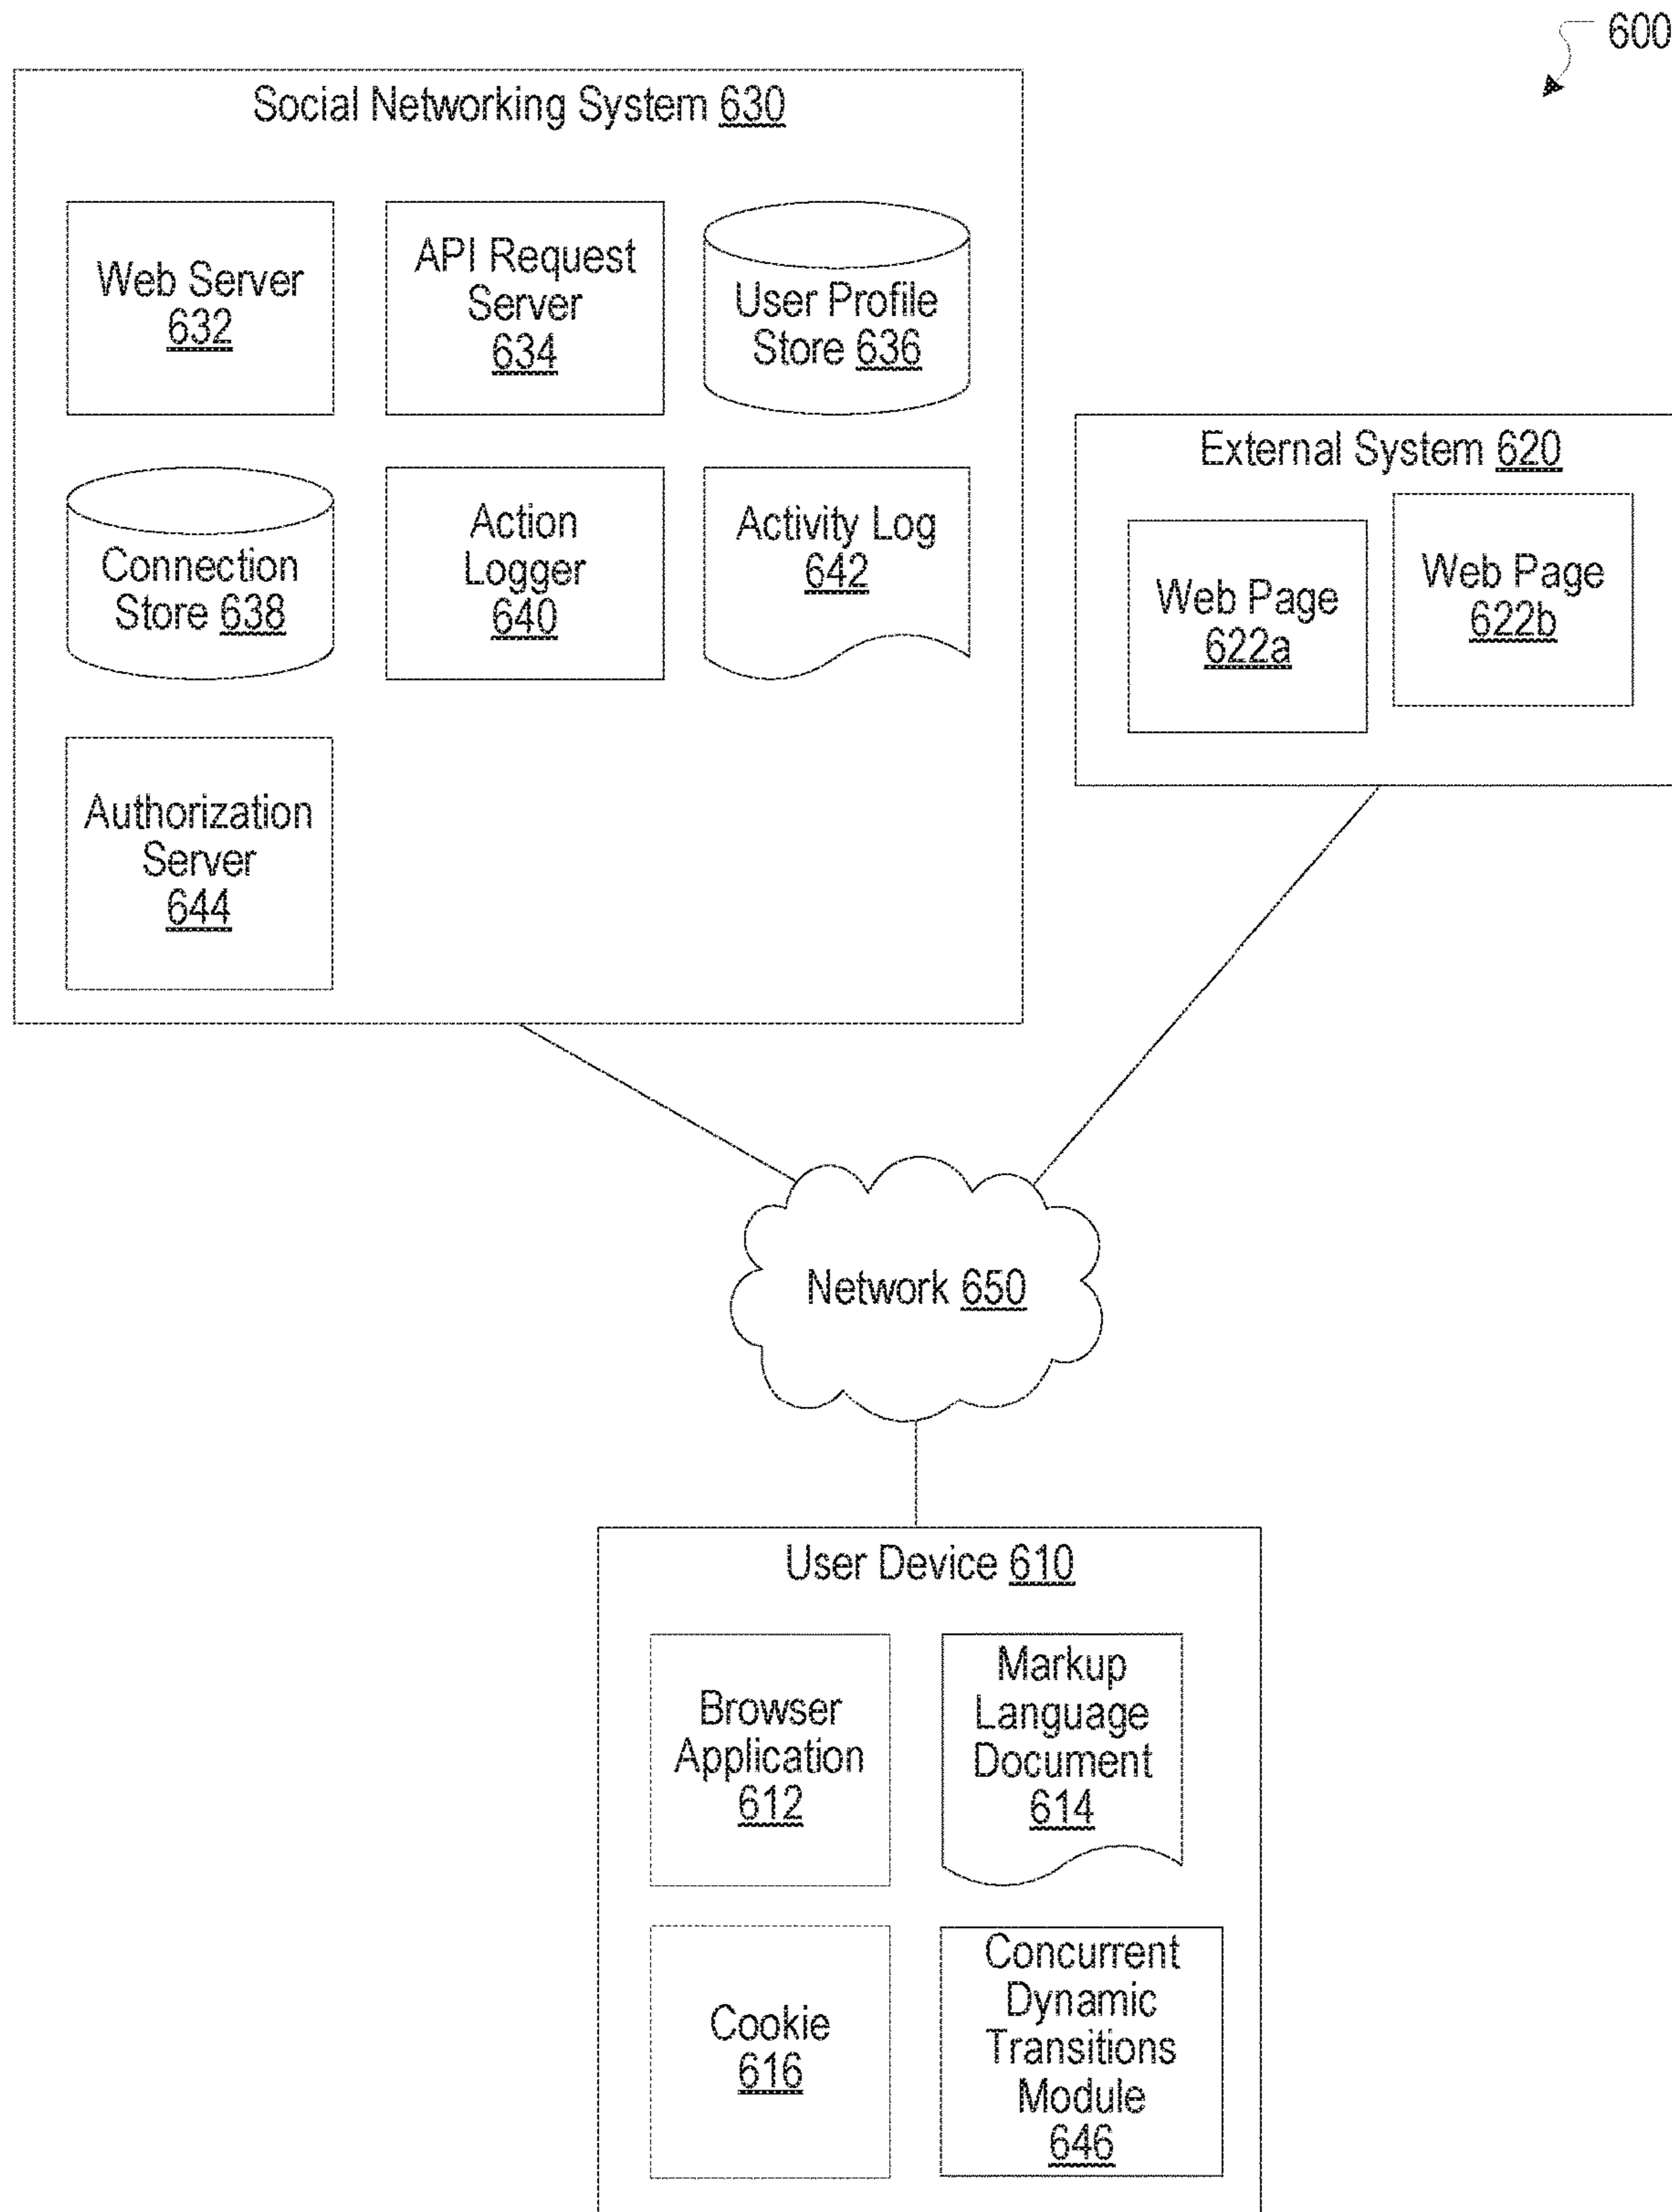 600
Social Networking System 630
Web Server
632
API Request
Server
634
User Profile
Store 636
Connection
Store 638
Action
Logger
640
Activity Log
642
Authorization
Server
644
External System 620
Web Page
622a
Web Page
622b
Network 650
User Device 610
Browser
Application
612
Markup
Language
Document
614
Cookie
616
Concurrent
Dynamic
Transitions
Module
646